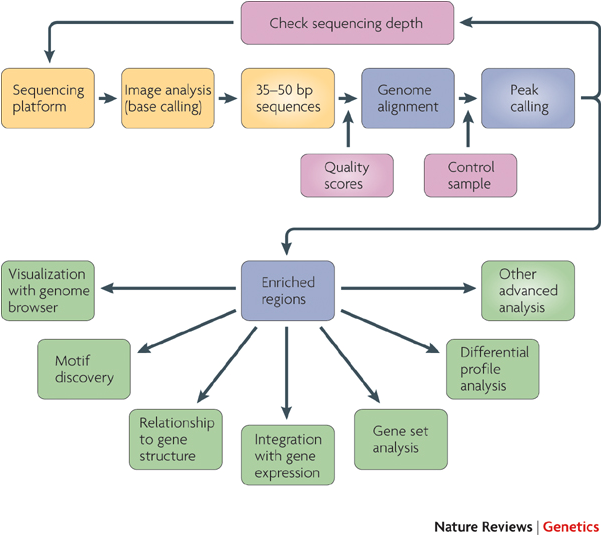 Check sequencing depth
Sequencing
platform
Image analysis
(base calling)
35–50 bp
sequences
Genome
alignment
Peak
calling
Quality
scores
Control
sample
Visualization
with genome
browser
Enriched
regions
Other
advanced
analysis
Motif
discovery
Differential
profile
analysis
Relationship
to gene
structure
Integration
with gene
expression
Gene set
analysis
Nature Reviews | Genetics